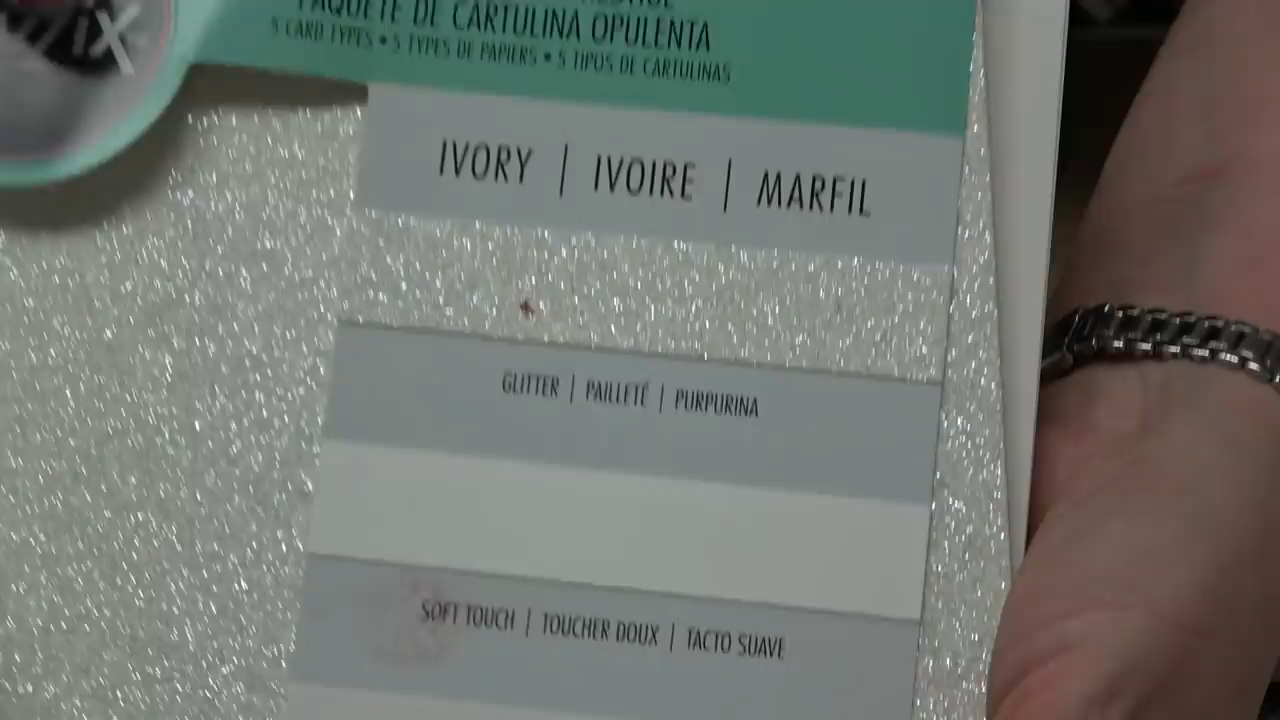 PAQUETE DE CARTULINA OPULENTA
5 CARD TYPES • 5 TYPES DE PAPIERS • 5 TIPOS DE CARTULINAS
IVORY | IVOIRE | MARFIL
GLITTER | PAILLETÉ | PURPURINA
SOFT TOUCH | TOUCHER DOUX | TACTO SUAVE